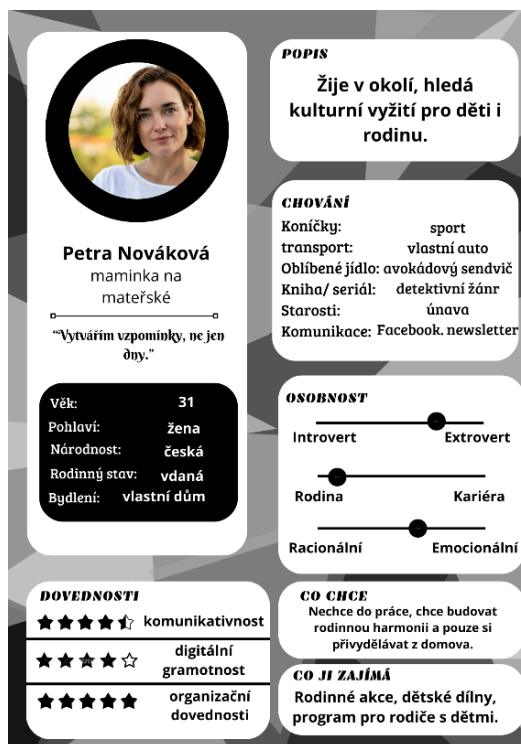 Petra Nováková
maminka na
mateřské
“Vytvářím vzpomínky, ne jen
dny.”
Věk: 31
Pohlaví: žena
Národnost: česká
Rodinný stav: vdaná
Bydlení: vlastní dům
POPIS
Žije v okolí, hledá
kulturní vyžití pro děti i
rodinu.
CHOVÁNÍ
Koníčky: sport
transport: vlastní auto
Oblíbené jídlo: avokádový sendvič
Kniha/ seriál: detektivní žánr
Starosti: únava
Komunikace: Facebook. newsletter
OSOBNOST
Introvert Extrovert
Rodina Kariéra
Racionální Emocionální
DOVEDNOSTI
komunikativnost
digitální
gramotnost
organizační
dovednosti
CO CHCE
Nechce do práce, chce budovat
rodinnou harmonii a pouze si
přivydělávat z domova.
CO JI ZAJÍMÁ
Rodinné akce, dětské dílny,
program pro rodiče s dětmi.